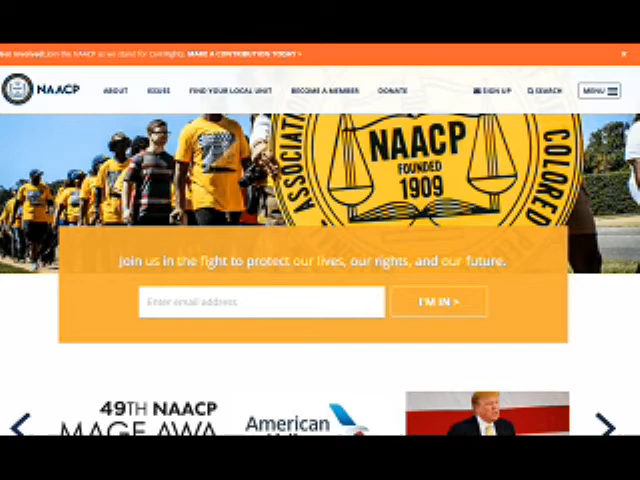 Get Involved! Join the NAACP as we stand for Civil Rights. MAKE A CONTRIBUTION TODAY >
NAACP ABOUT ISSUES FIND YOUR LOCAL UNIT BECOME A MEMBER DONATE SIGN UP SEARCH MENU
ASSOCIATION
NAACP
FOUNDED
1909
COLORED
Join us in the fight to protect our lives, our rights, and our future.
Enter email address
I'M IN >
49TH NAACP
MAGE AWA
American